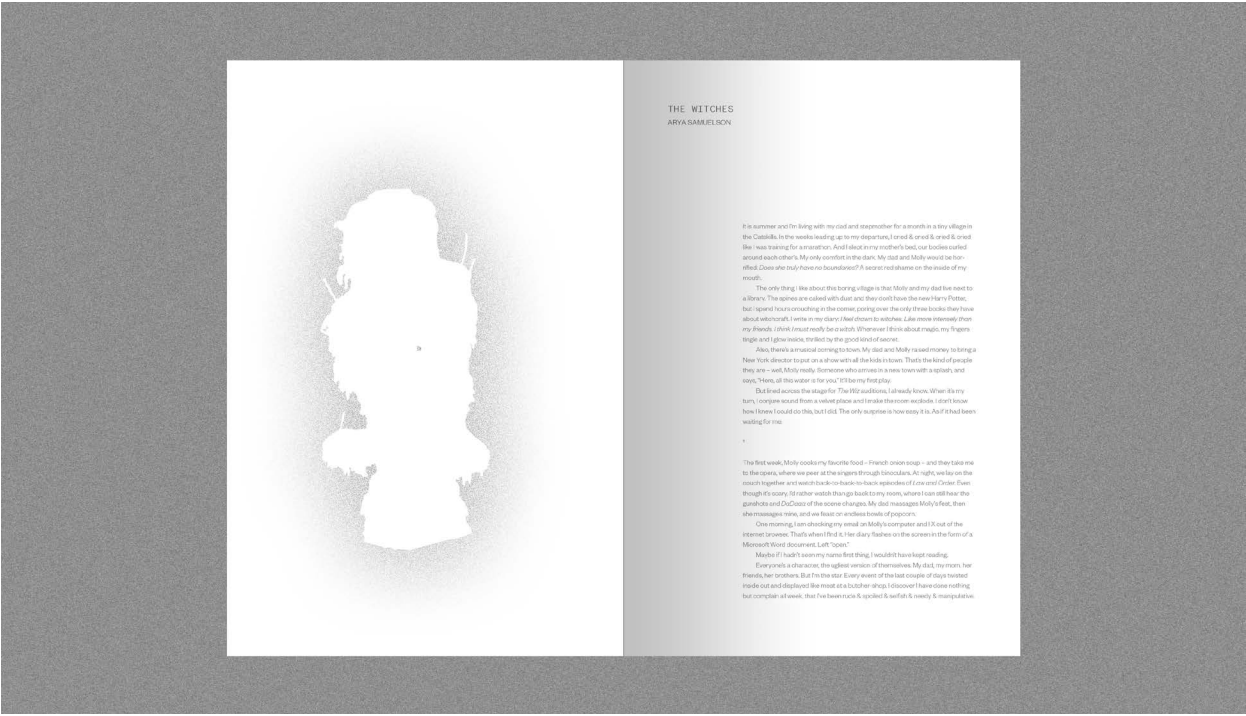 THE WITCHES
ARYA SAMUELSON
It is summer and I'm living with my dad and stepmother for a month in a tiny village in
the Catskills. In the weeks leading up to my departure, I cried & cried & cried & cried
like I was training for a marathon. And I slept in my mother's bed, our bodies curled
around each other's. My only comfort in the dark. My dad and Molly would be hor-
rified. Does she truly have no boundaries? A secret red shame on the inside of my
mouth.
The only thing I like about this boring village is that Molly and my dad live next to
a library. The spines are caked with dust and they don't have the new Harry Potter,
but I spend hours crouching in the corner, poring over the only three books they have
about witchcraft. I write in my diary: I feel drawn to witches. Like more intensely than
my friends. I think I must really be a witch. Whenever I think about magic, my fingers
tingle and I glow inside, thrilled by the good kind of secret.
Also, there's a musical coming to town. My dad and Molly raised money to bring a
New York director to put on a show with all the kids in town. That's the kind of people
they are – well, Molly really. Someone who arrives in a new town with a splash, and
says, "Here, all this water is for you." It'll be my first play.
But lined across the stage for The Wiz auditions, I already know. When it's my
turn, I conjure sound from a velvet place and I make the room explode. I don't know
how I knew I could do this, but I did. The only surprise is how easy it is. As if it had been
waiting for me.
*
The first week, Molly cooks my favorite food – French onion soup – and they take me
to the opera, where we peer at the singers through binoculars. At night, we lay on the
couch together and watch back-to-back-to-back episodes of Law and Order. Even
though it's scary. I'd rather watch than go back to my room, where I can still hear the
gunshots and DaDaaa of the scene changes. My dad massages Molly's feet, then
she massages mine, and we feast on endless bowls of popcorn.
One morning, I am checking my email on Molly's computer and I X out of the
internet browser. That's when I find it. Her diary flashes on the screen in the form of a
Microsoft Word document. Left "open."
Maybe if I hadn't seen my name first thing, I wouldn't have kept reading.
Everyone's a character, the ugliest version of themselves. My dad, my mom, her
friends, her brothers. But I'm the star. Every event of the last couple of days twisted
inside out and displayed like meat at a butcher shop. I discover I have done nothing
but complain all week, that I've been rude & spoiled & selfish & needy & manipulative.